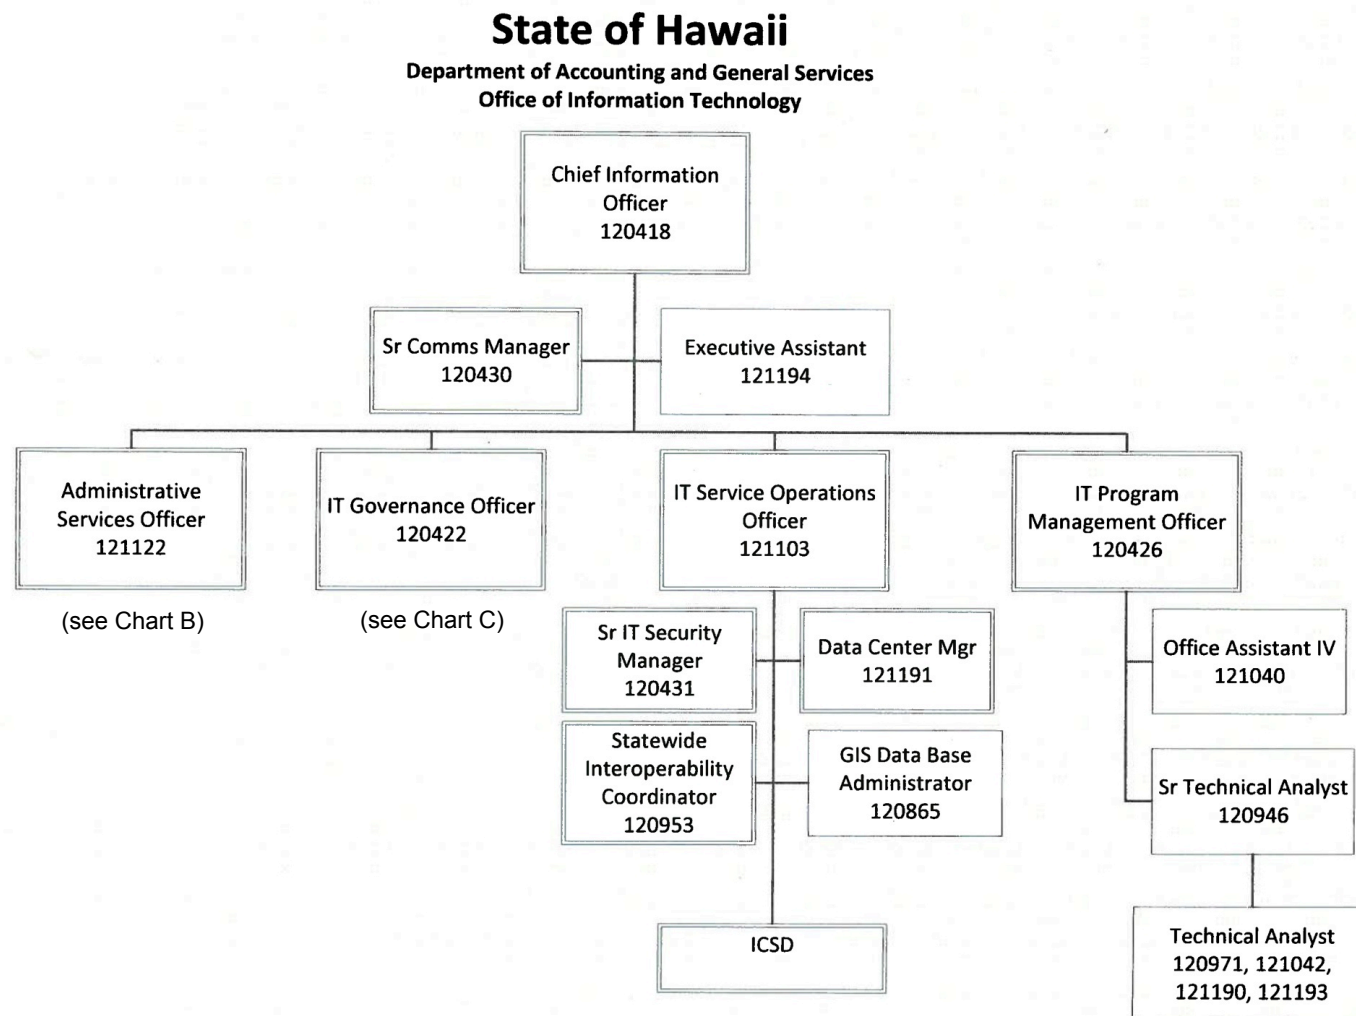 State of Hawaii
Department of Accounting and General Services
Office of Information Technology
Chief Information
Officer
120418
Sr Comms Manager
120430
Executive Assistant
121194
Administrative
Services Officer
121122
(see Chart B)
IT Governance Officer
120422
(see Chart C)
IT Service Operations
Officer
121103
IT Program
Management Officer
120426
Sr IT Security
Manager
120431
Data Center Mgr
121191
Office Assistant IV
121040
Statewide
Interoperability
Coordinator
120953
GIS Data Base
Administrator
120865
Sr Technical Analyst
120946
ICSD
Technical Analyst
120971, 121042,
121190, 121193